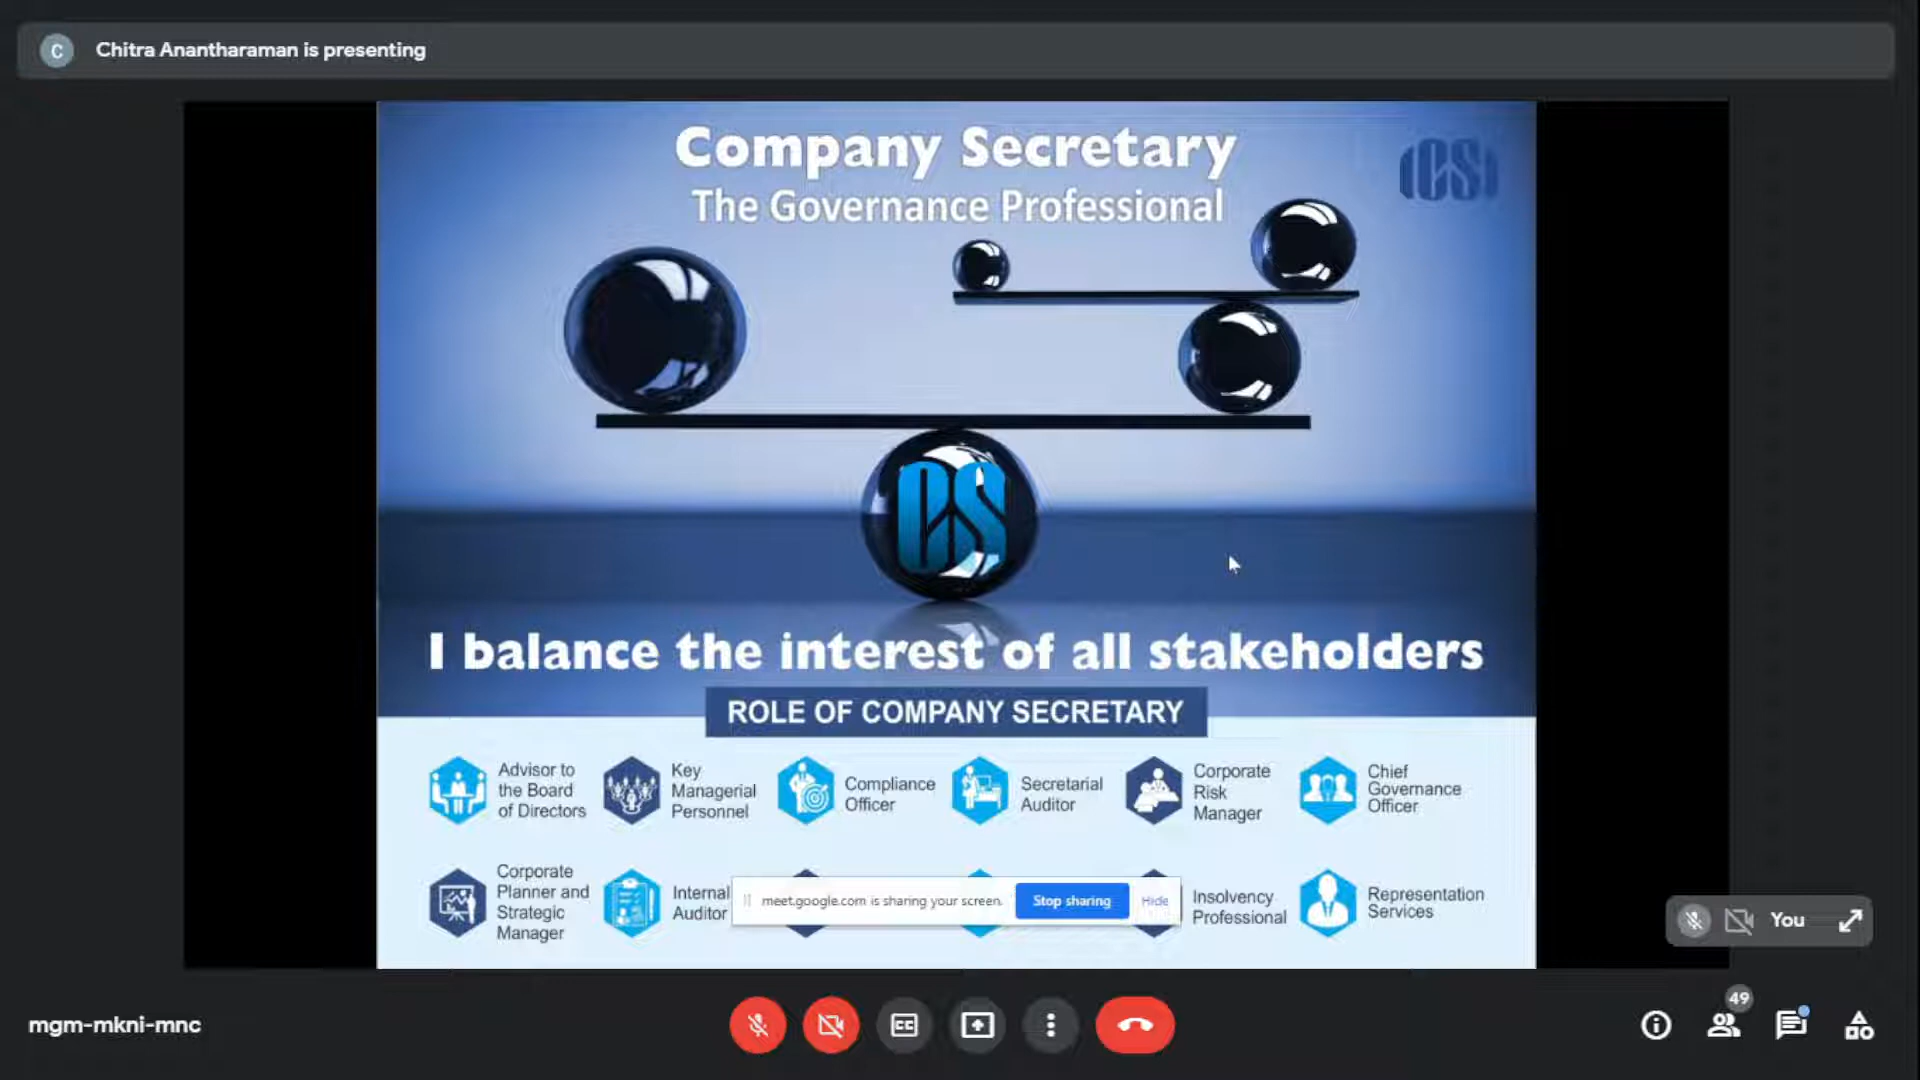 C
Chitra Anantharaman is presenting
Company Secretary
ICSI
The Governance Professional
CS
I balance the interest of all stakeholders
ROLE OF COMPANY SECRETARY
Advisor to
the Board
of Directors
Key
Managerial
Personnel
Compliance
Officer
Secretarial
Auditor
Corporate
Risk
Manager
Chief
Governance
Officer
Corporate
Planner and
Strategic
Manager
Internal
Auditor
meet.google.com is sharing your screen.
Stop sharing
Hide
Insolvency
Professional
Representation
Services
You
mgm-mkni-mnc
CC
49